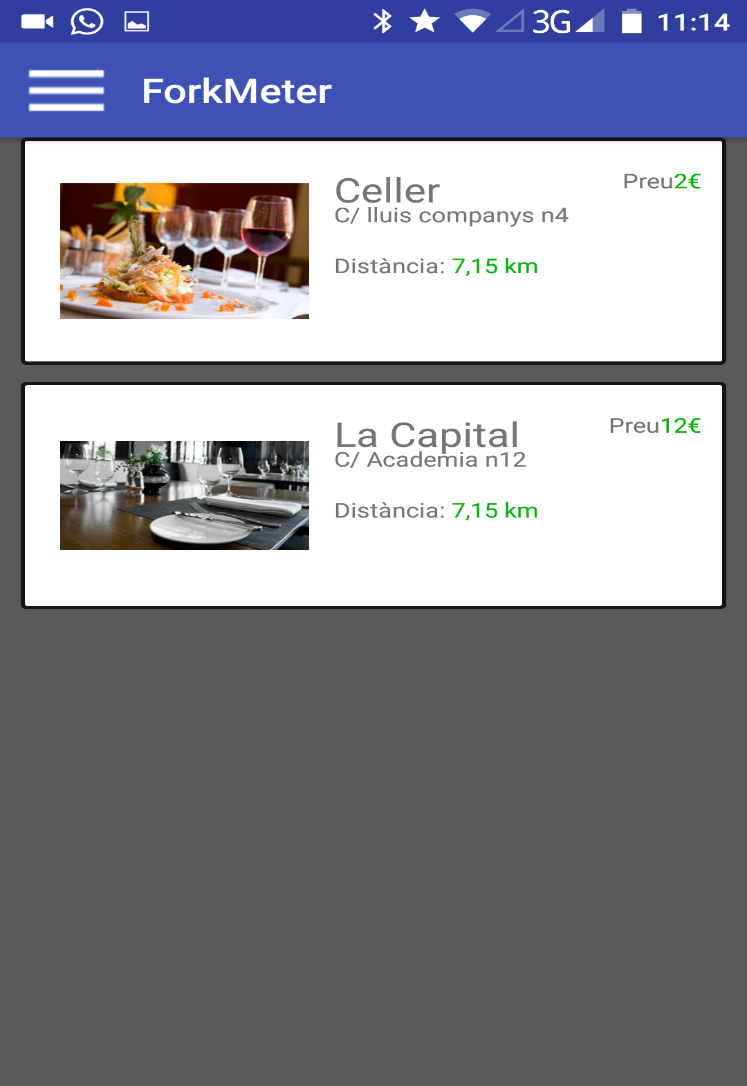 3G 11:14
ForkMeter
Celler
Preu2€
C/ lluis companys n4
Distància: 7,15 km
La Capital
Preu12€
C/ Academia n12
Distància: 7,15 km